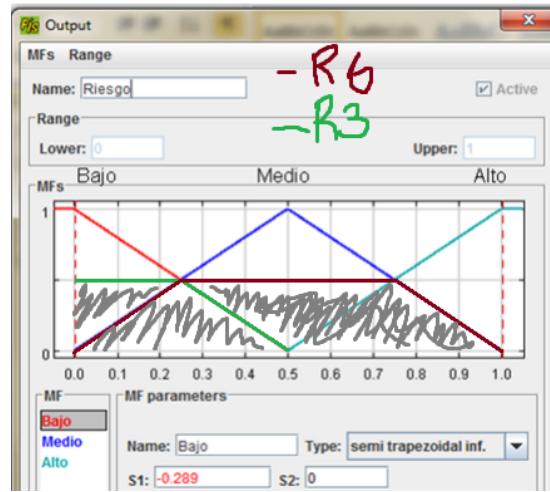 Fis Output
MFs Range
- R6
Name: Riesgo
Active
- R3
Range
Lower: 0
Upper: 1
Bajo Medio Alto
MFs
1
0
0.0 0.1 0.2 0.3 0.4 0.5 0.6 0.7 0.8 0.9 1.0
MF
MF parameters
Bajo
Medio
Alto
Name: Bajo
Type: semi trapezoidal inf.
S1: -0.289
S2: 0